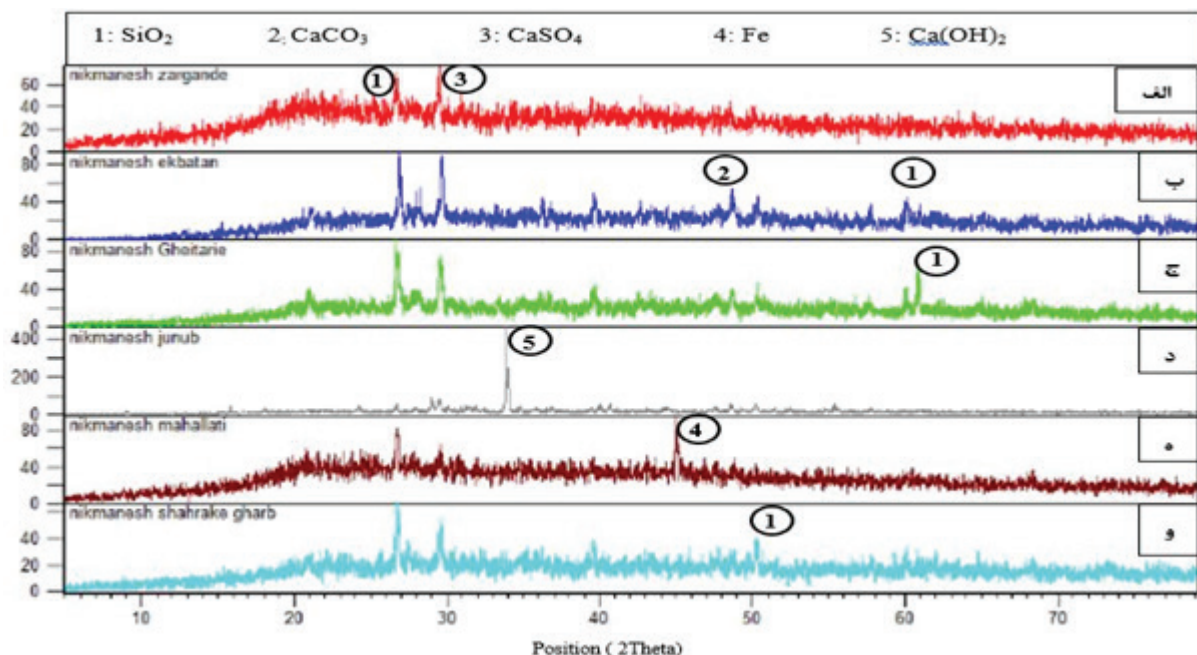 1: SiO₂ 2: CaCO₃ 3: CaSO₄ 4: Fe 5: Ca(OH)₂
nikmanesh zargande
الف
1 3
60
40
20
0
nikmanesh ekbatan
ب
2 1
80
40
0
nikmanesh Gheitarie
ج
1
80
40
0
nikmanesh junub
د
5
400
200
0
nikmanesh mahallati
ه
4
80
40
0
nikmanesh shahrake gharb
و
1
40
20
0
10 20 30 40 50 60 70
Position ( 2Theta)